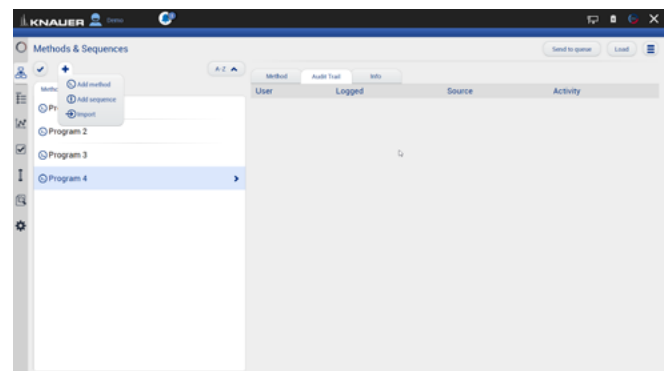 KNAUER Demo
Methods & Sequences
Send to queue Load
A-Z
Add method
Add sequence
Import
Method Audit Trail Info
User Logged Source Activity
Program 2
Program 3
Program 4